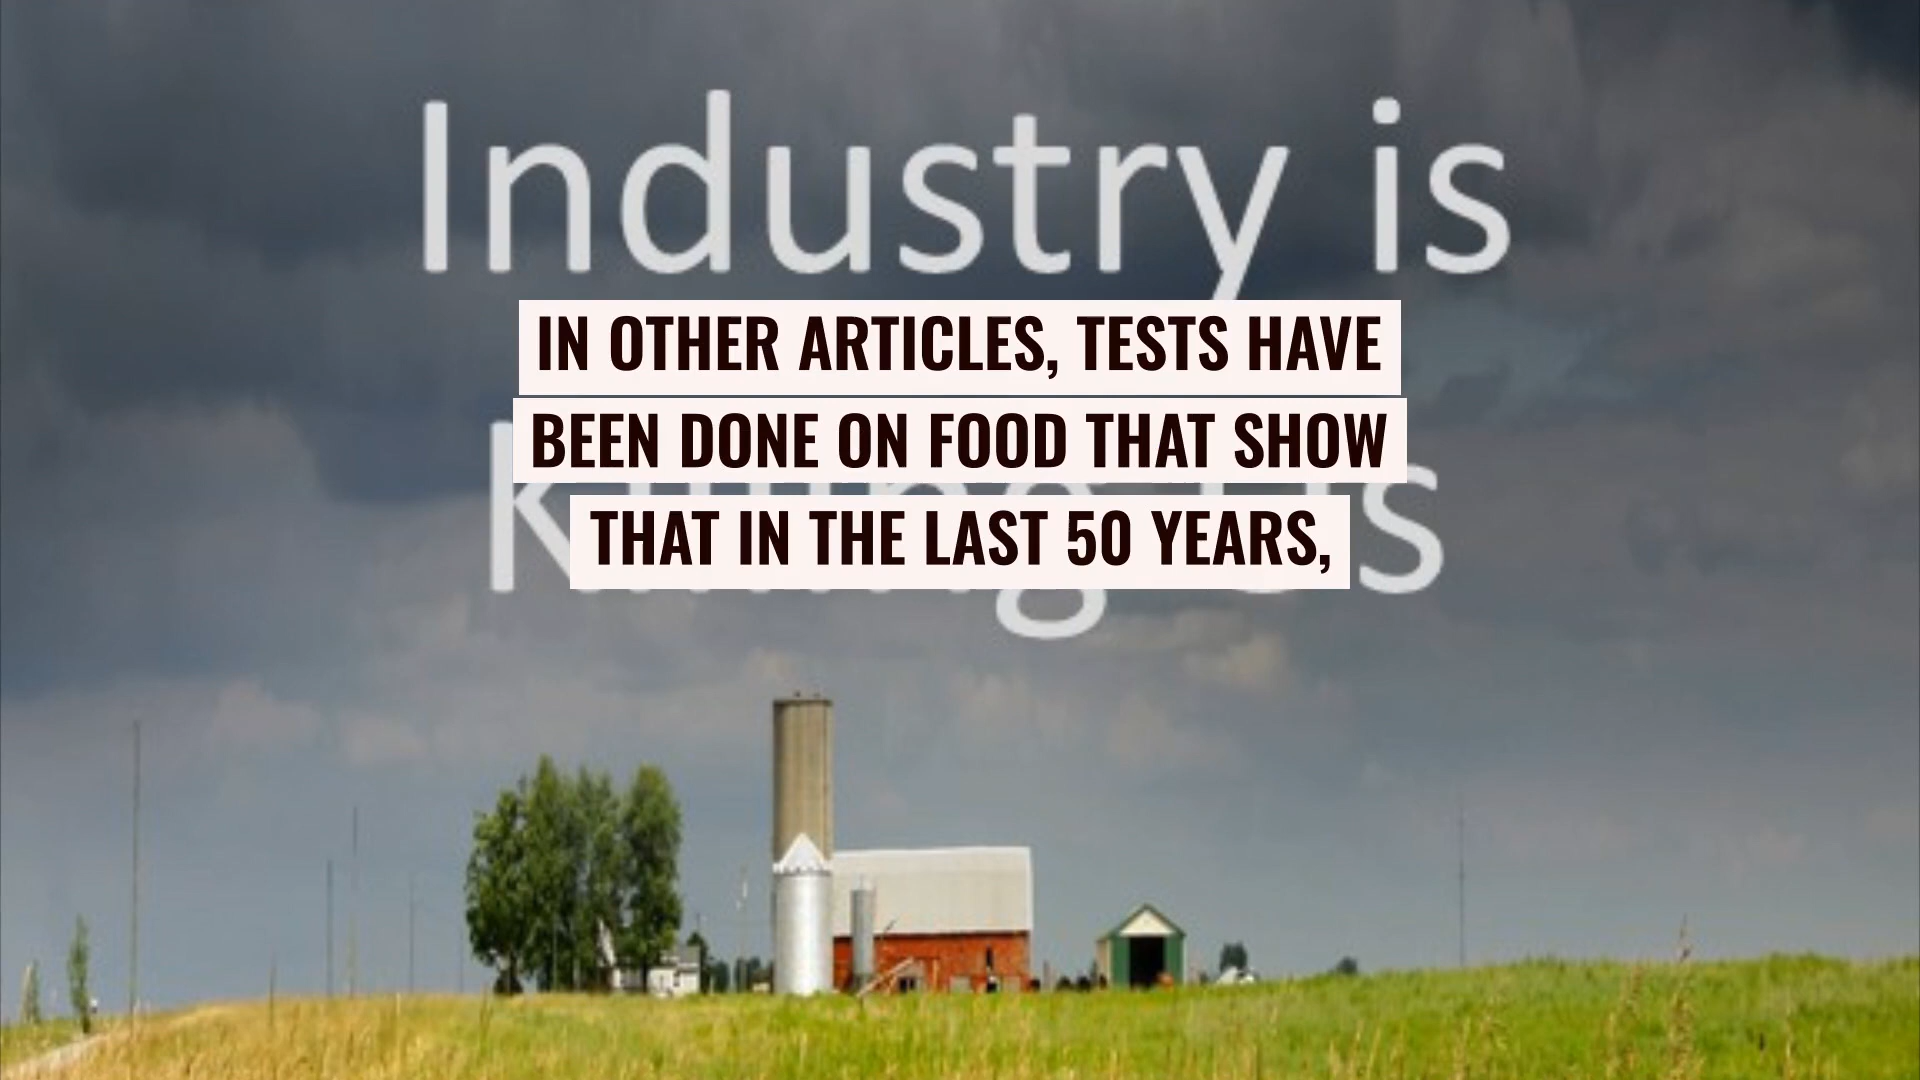 Industry is
IN OTHER ARTICLES, TESTS HAVE
BEEN DONE ON FOOD THAT SHOW
THAT IN THE LAST 50 YEARS,